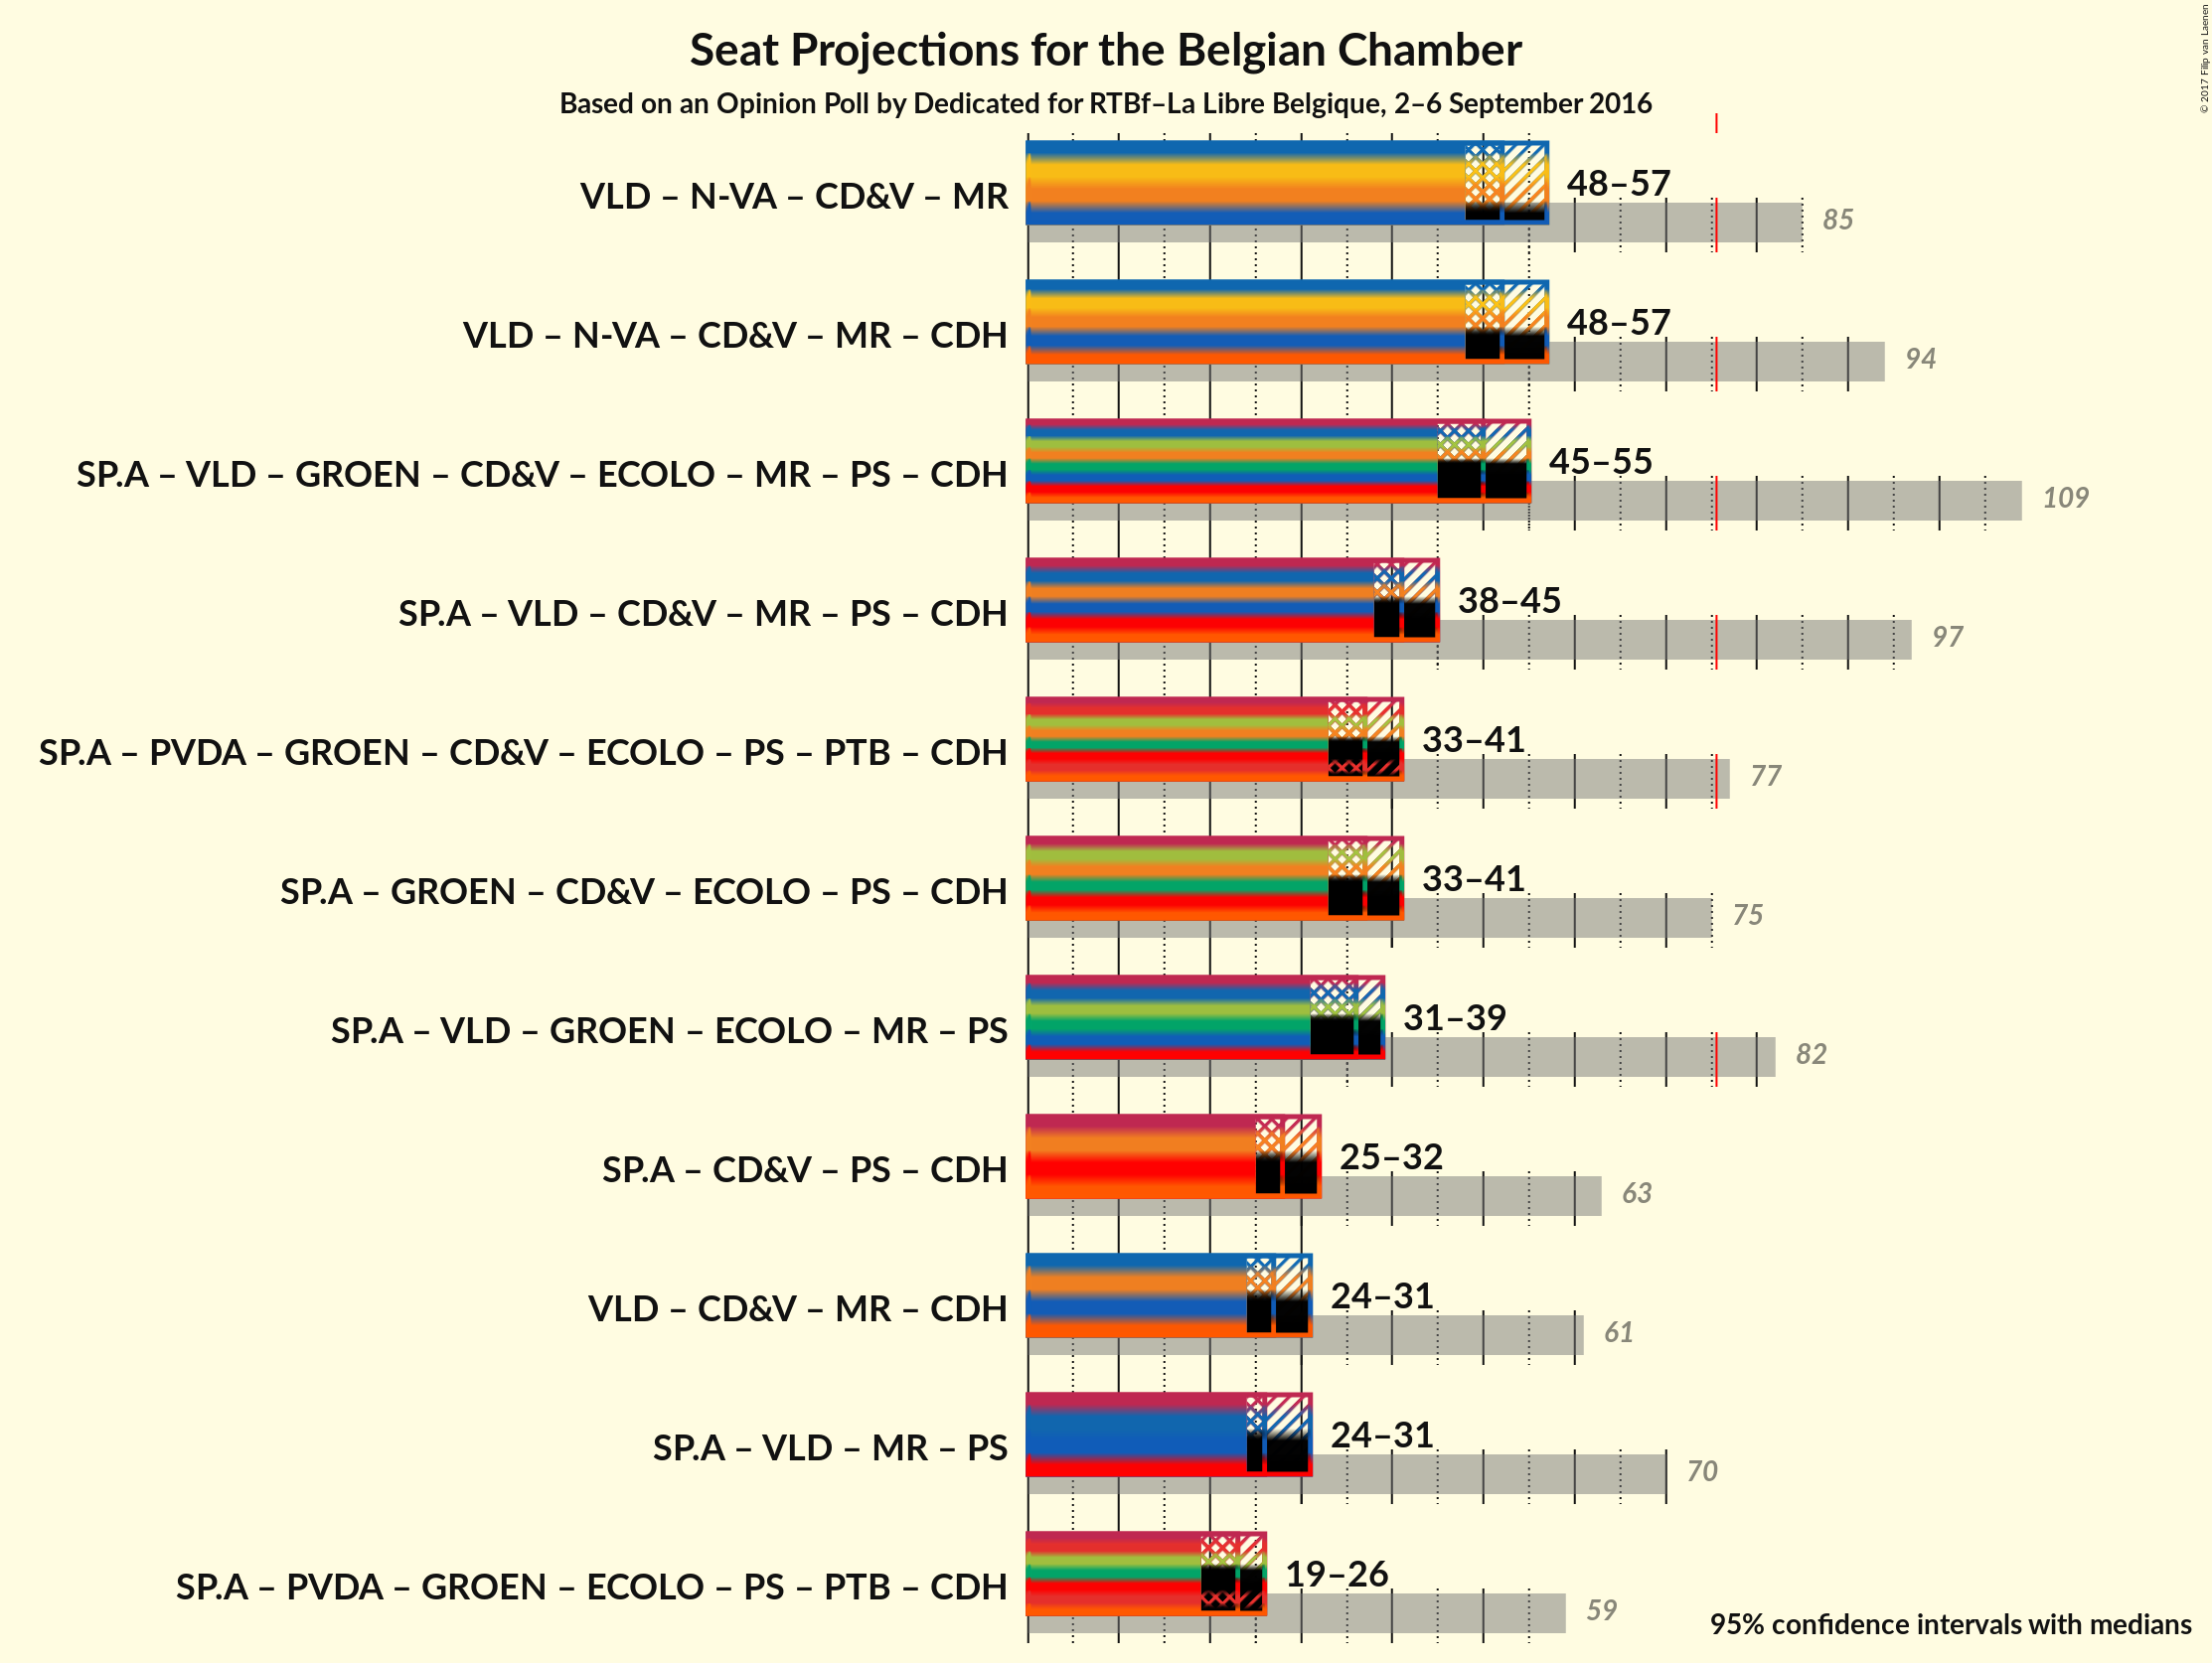 © 2017 Filip van Laenen
Seat Projections for the Belgian Chamber
Based on an Opinion Poll by Dedicated for RTBf–La Libre Belgique, 2–6 September 2016
VLD – N-VA – CD&V – MR 48–57 85
VLD – N-VA – CD&V – MR – CDH 48–57 94
SP.A – VLD – GROEN – CD&V – ECOLO – MR – PS – CDH 45–55 109
SP.A – VLD – CD&V – MR – PS – CDH 38–45 97
SP.A – PVDA – GROEN – CD&V – ECOLO – PS – PTB – CDH 33–41 77
SP.A – GROEN – CD&V – ECOLO – PS – CDH 33–41 75
SP.A – VLD – GROEN – ECOLO – MR – PS 31–39 82
SP.A – CD&V – PS – CDH 25–32 63
VLD – CD&V – MR – CDH 24–31 61
SP.A – VLD – MR – PS 24–31 70
SP.A – PVDA – GROEN – ECOLO – PS – PTB – CDH 19–26 59
95% confidence intervals with medians